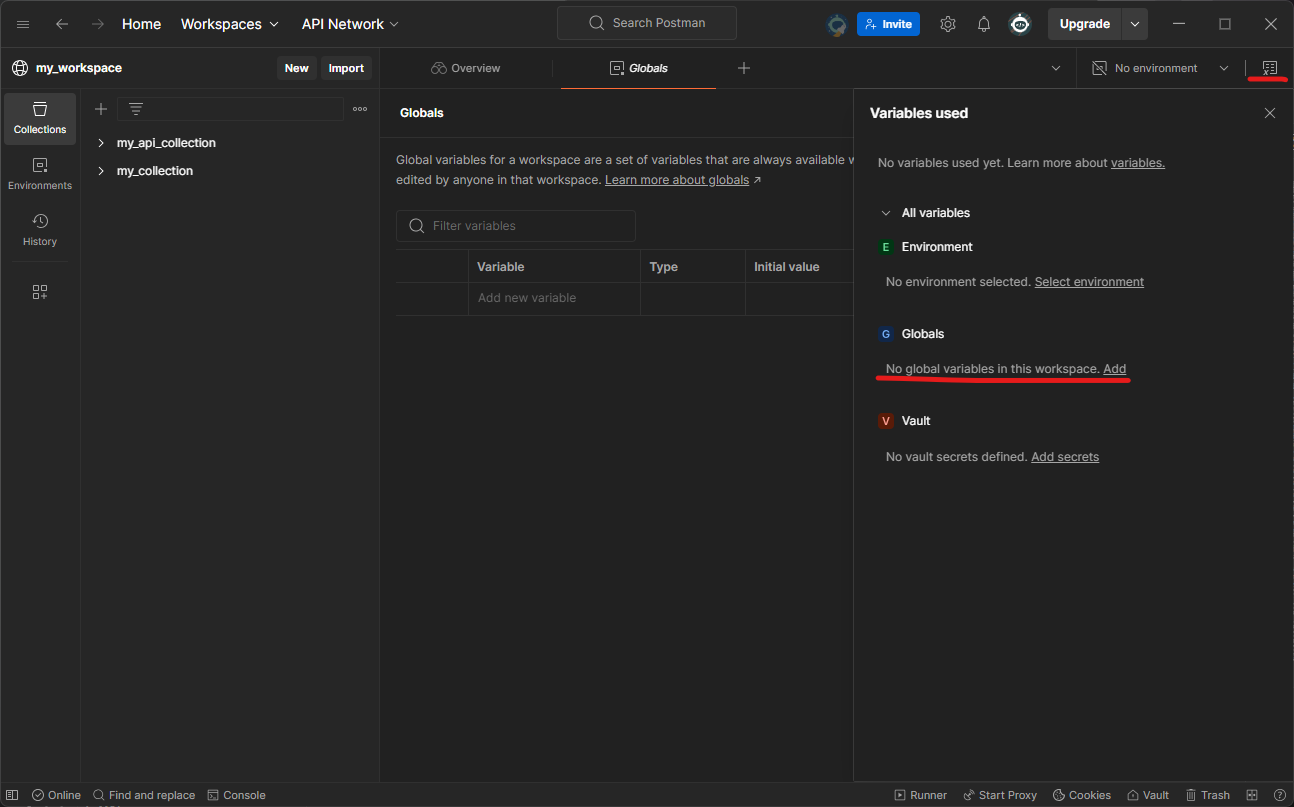 Home Workspaces API Network Search Postman Invite Upgrade
my_workspace New Import Overview Globals No environment
Collections
Environments
History
my_api_collection
my_collection
Globals
Global variables for a workspace are a set of variables that are always available
edited by anyone in that workspace. Learn more about globals ↗
Filter variables
Variable Type Initial value
Add new variable
Variables used
No variables used yet. Learn more about variables.
All variables
E Environment
No environment selected. Select environment
G Globals
No global variables in this workspace. Add
V Vault
No vault secrets defined. Add secrets
Online Find and replace Console Runner Start Proxy Cookies Vault Trash